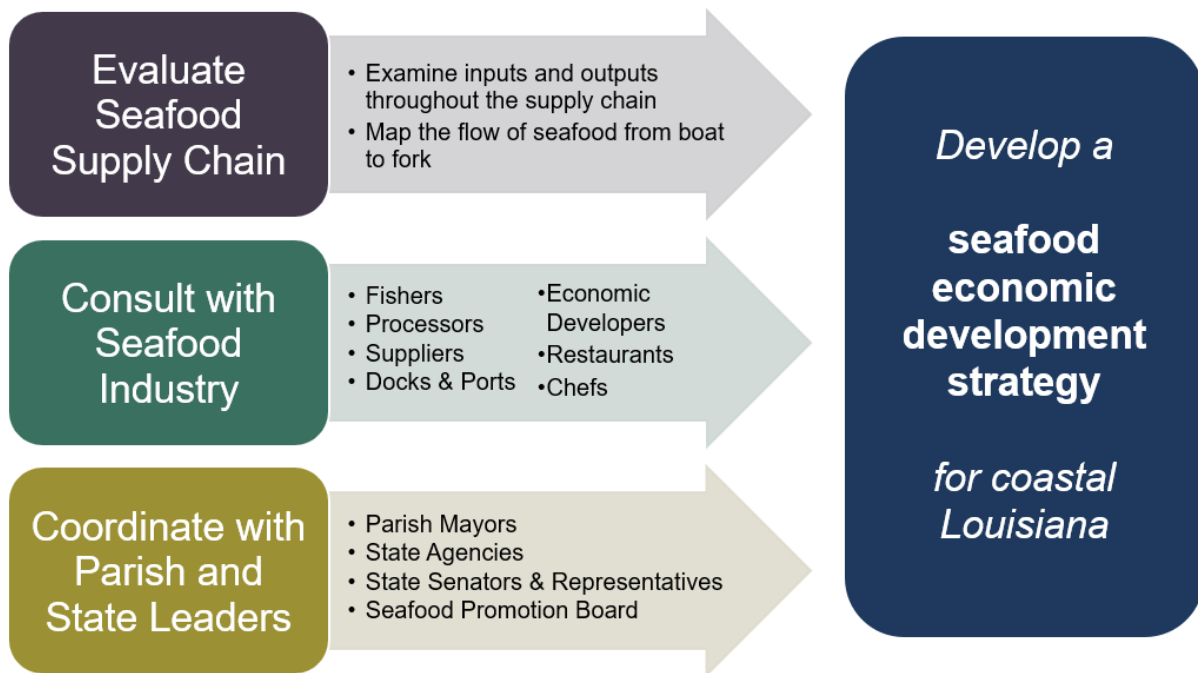 Evaluate
Seafood
Supply Chain
• Examine inputs and outputs
throughout the supply chain
• Map the flow of seafood from boat
to fork
Consult with
Seafood
Industry
• Fishers
• Processors
• Suppliers
• Docks & Ports
•Economic
Developers
•Restaurants
•Chefs
Coordinate with
Parish and
State Leaders
• Parish Mayors
• State Agencies
• State Senators & Representatives
• Seafood Promotion Board
Develop a
seafood
economic
development
strategy
for coastal
Louisiana